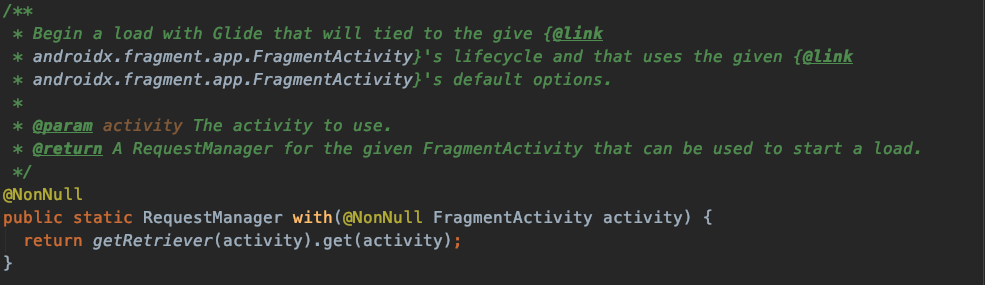 /**
 * Begin a load with Glide that will tied to the give {@link
 * androidx.fragment.app.FragmentActivity}'s lifecycle and that uses the given {@link
 * androidx.fragment.app.FragmentActivity}'s default options.
 *
 * @param activity The activity to use.
 * @return A RequestManager for the given FragmentActivity that can be used to start a load.
 */
@NonNull
public static RequestManager with(@NonNull FragmentActivity activity) {
  return getRetriever(activity).get(activity);
}